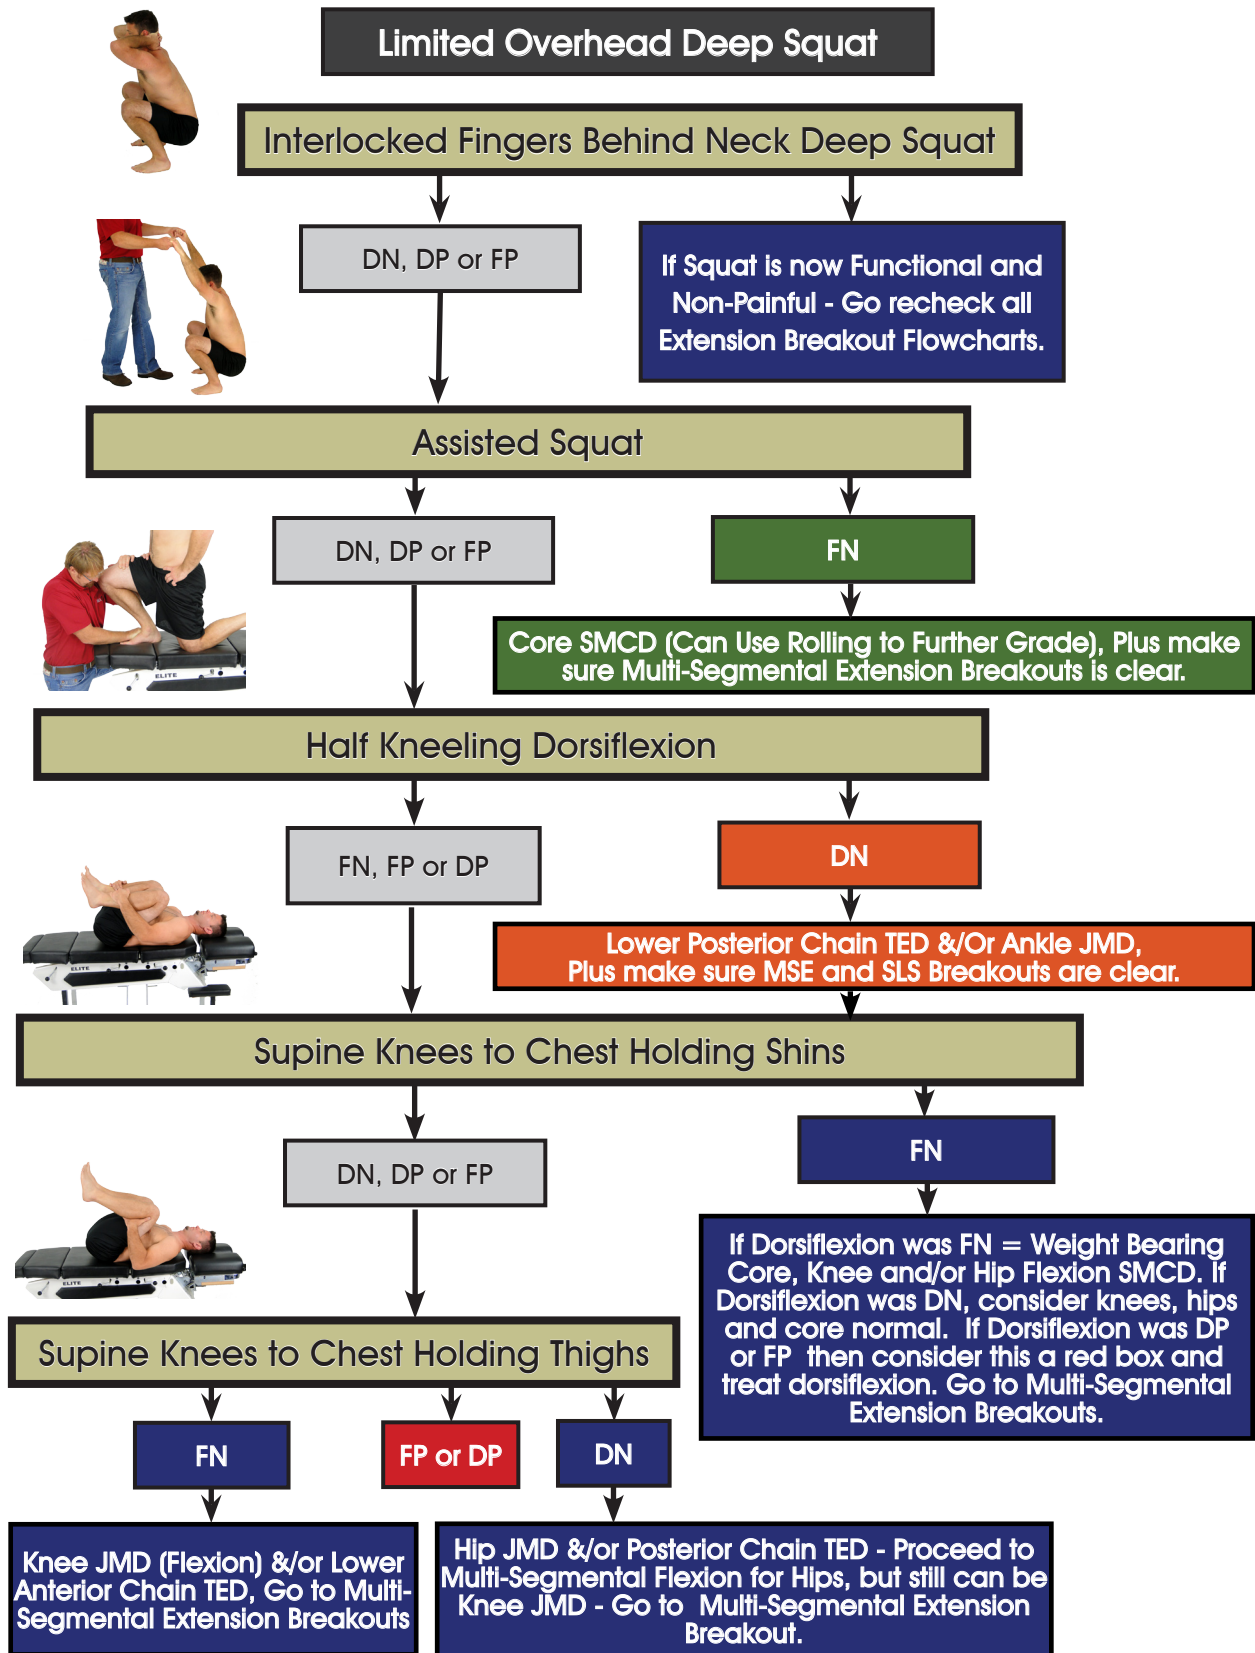 Limited Overhead Deep Squat
Interlocked Fingers Behind Neck Deep Squat
DN, DP or FP
If Squat is now Functional and
Non-Painful - Go recheck all
Extension Breakout Flowcharts.
Assisted Squat
DN, DP or FP
FN
Core SMCD (Can Use Rolling to Further Grade), Plus make
sure Multi-Segmental Extension Breakouts is clear.
ELITE
Half Kneeling Dorsiflexion
FN, FP or DP
DN
Lower Posterior Chain TED &/Or Ankle JMD,
Plus make sure MSE and SLS Breakouts are clear.
ELITE
Supine Knees to Chest Holding Shins
DN, DP or FP
FN
If Dorsiflexion was FN = Weight Bearing
Core, Knee and/or Hip Flexion SMCD. If
Dorsiflexion was DN, consider knees, hips
and core normal.  If Dorsiflexion was DP
or FP  then consider this a red box and
treat dorsiflexion. Go to Multi-Segmental
Extension Breakouts.
ELITE
Supine Knees to Chest Holding Thighs
FN
FP or DP
DN
Knee JMD (Flexion) &/or Lower
Anterior Chain TED, Go to Multi-
Segmental Extension Breakouts
Hip JMD &/or Posterior Chain TED - Proceed to
Multi-Segmental Flexion for Hips, but still can be
Knee JMD - Go to  Multi-Segmental Extension
Breakout.